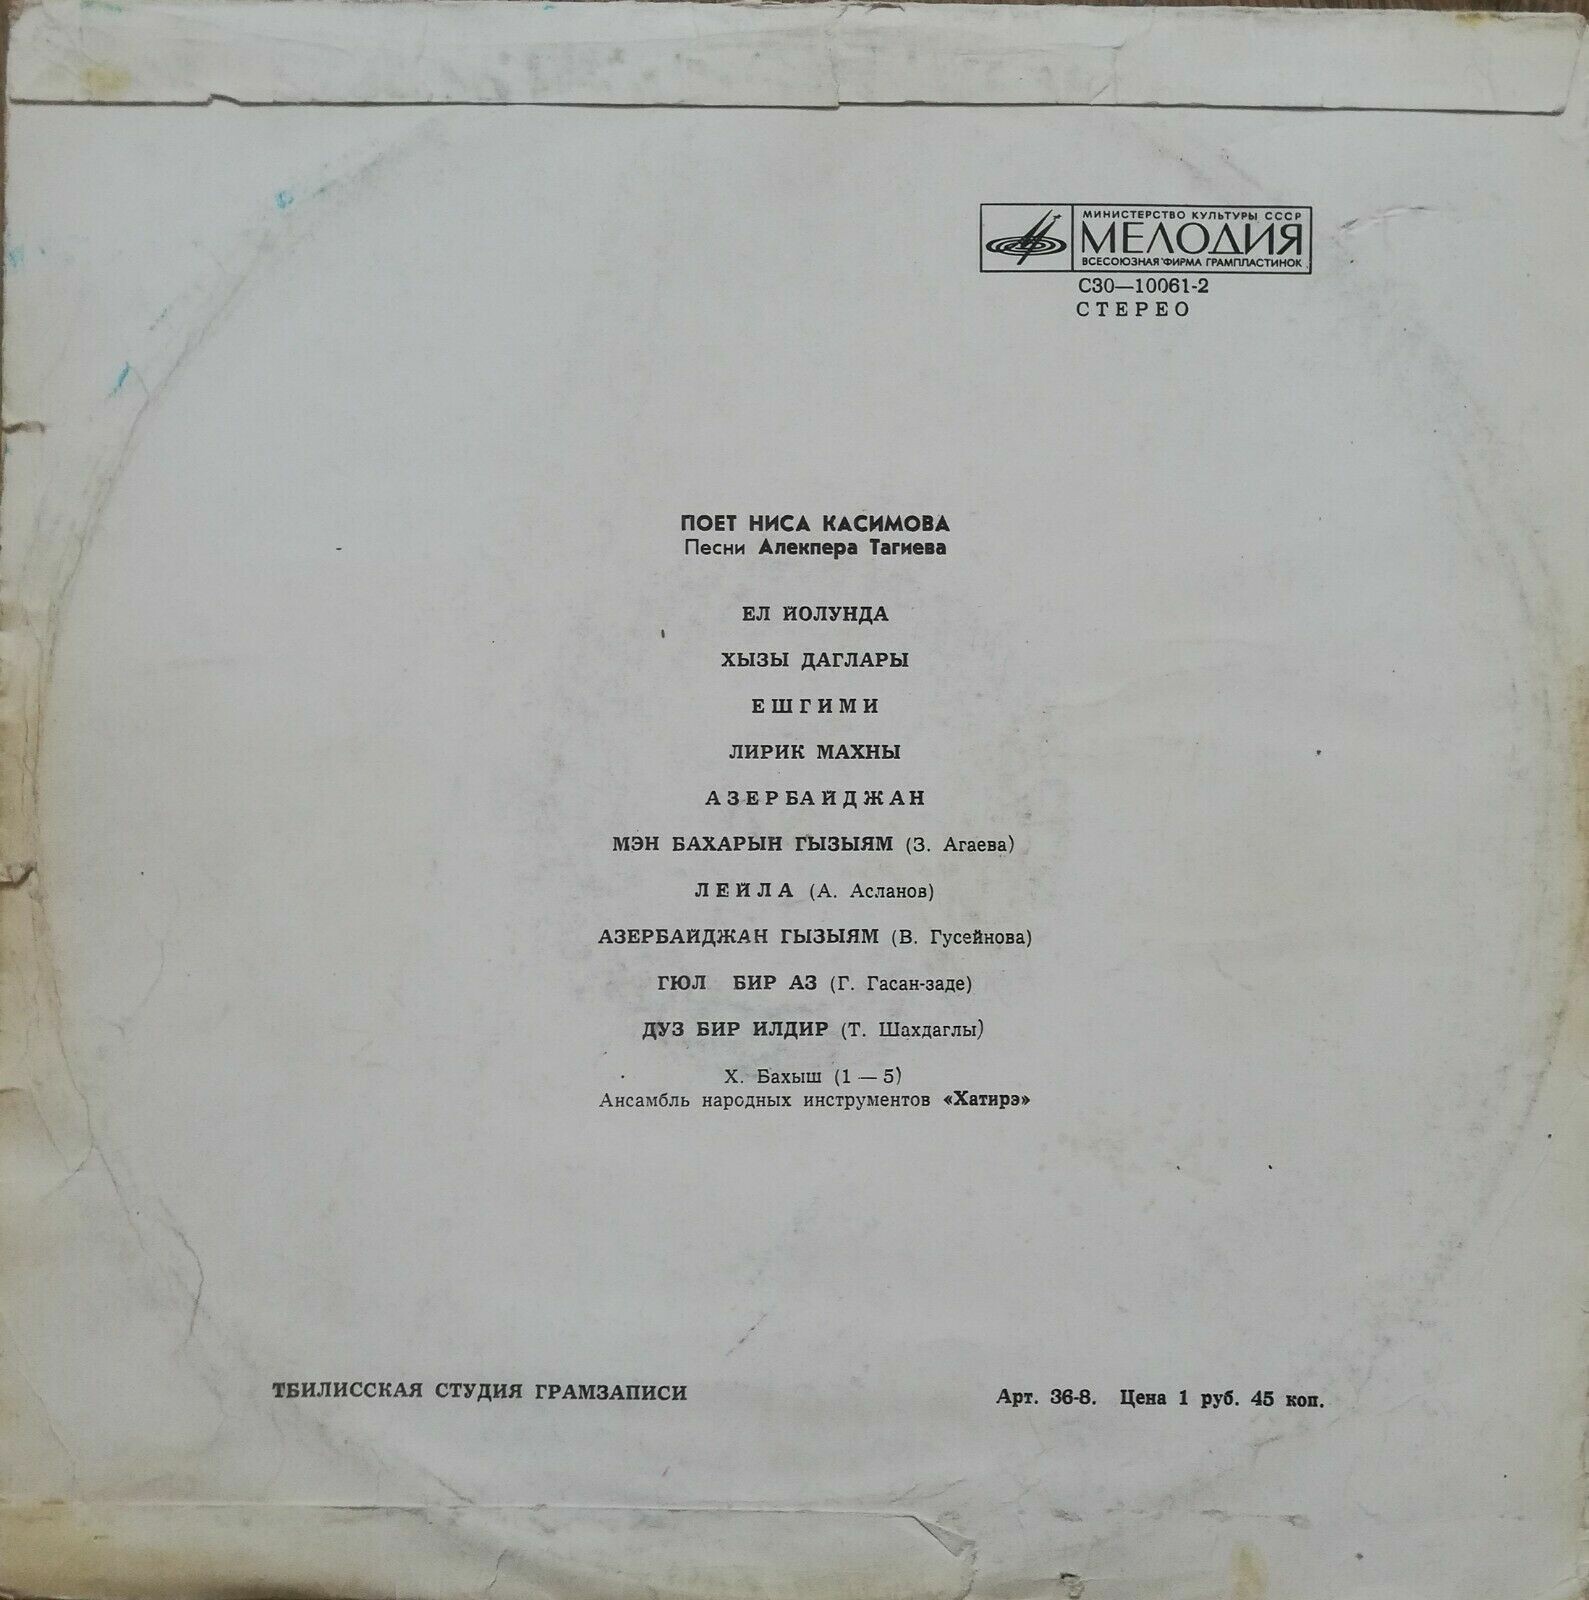 МИНИСТЕРСТВО КУЛЬТУРЫ СССР
МЕЛОДИЯ
ВСЕСОЮЗНАЯ ФИРМА ГРАМПЛАСТИНОК
С30—10061-2
СТЕРЕО
ПОЕТ НИСА КАСИМОВА
Песни Алекпера Тагиева
ЕЛ ЙОЛУНДА
ХЫЗЫ ДАГЛАРЫ
ЕШГИМИ
ЛИРИК МАХНЫ
АЗЕРБАЙДЖАН
МЭН БАХАРЫН ГЫЗЫЯМ (З. Агаева)
ЛЕЙЛА (А. Асланов)
АЗЕРБАЙДЖАН ГЫЗЫЯМ (В. Гусейнова)
ГЮЛ БИР АЗ (Г. Гасан-заде)
ДУЗ БИР ИЛДИР (Т. Шахдаглы)
Х. Бахыш (1 — 5)
Ансамбль народных инструментов «Хатирэ»
ТБИЛИССКАЯ СТУДИЯ ГРАМЗАПИСИ
Арт. 36-8. Цена 1 руб. 45 коп.